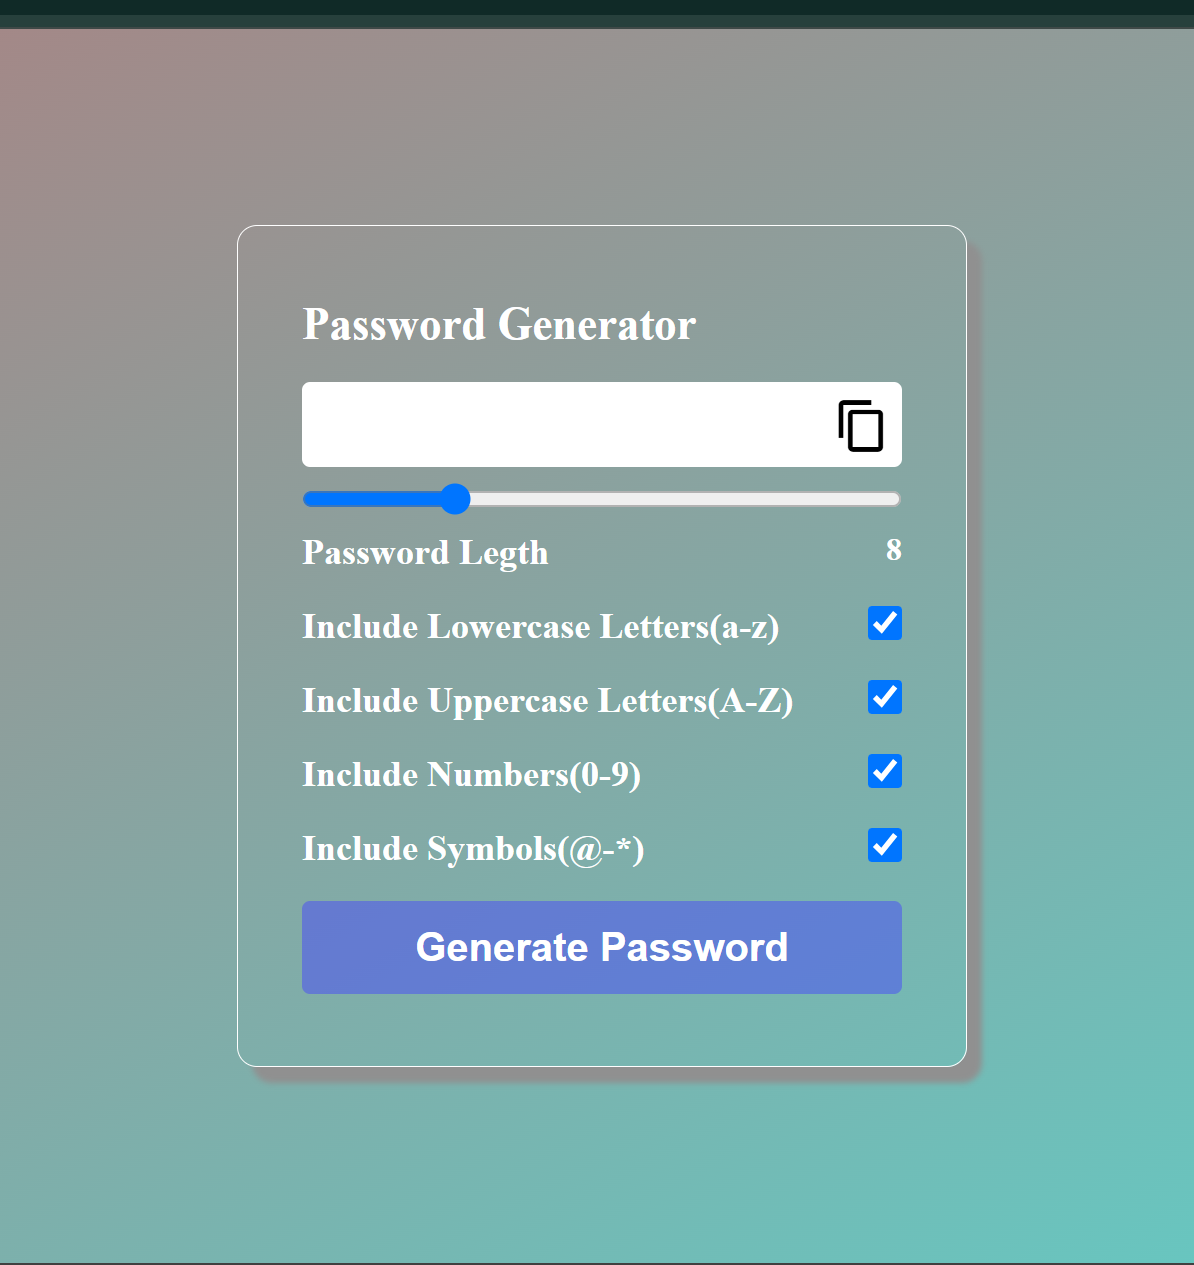 Password Generator
Password Legth 8
Include Lowercase Letters(a-z)
Include Uppercase Letters(A-Z)
Include Numbers(0-9)
Include Symbols(@-*)
Generate Password